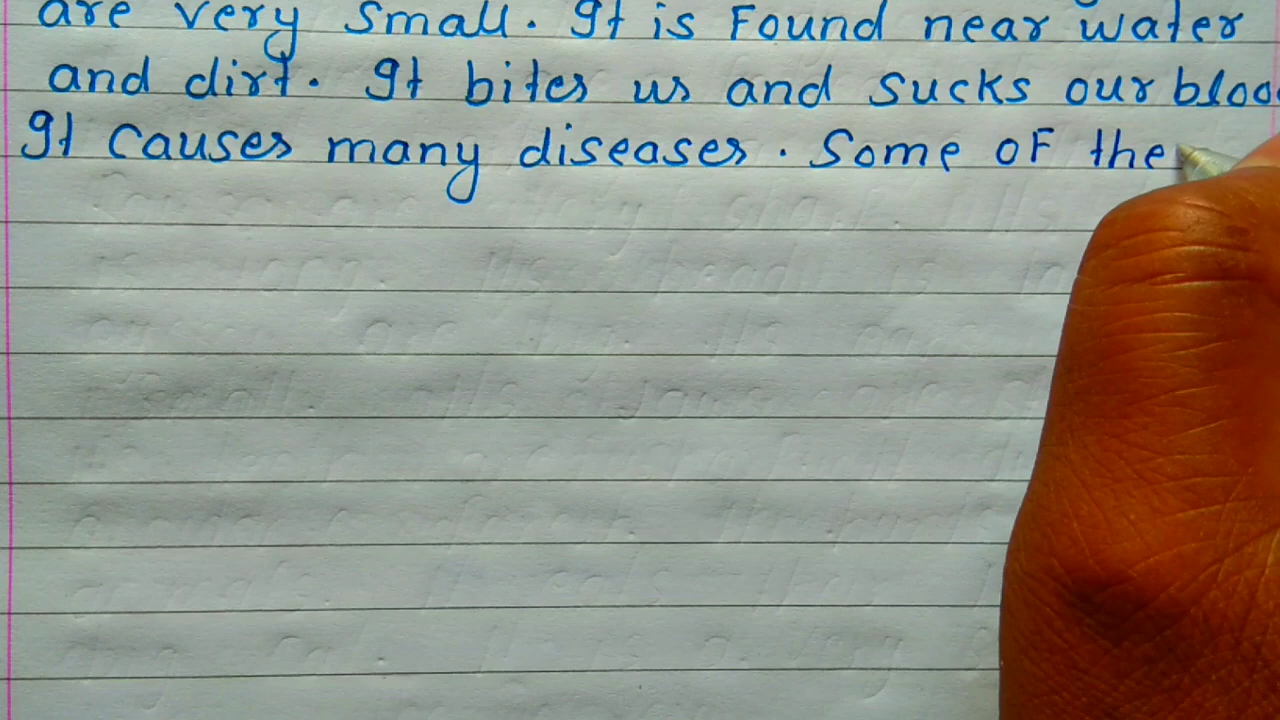 are very small. It is Found near water
and dirt. It bites us and sucks our bloo
It causes many diseases. Some of the